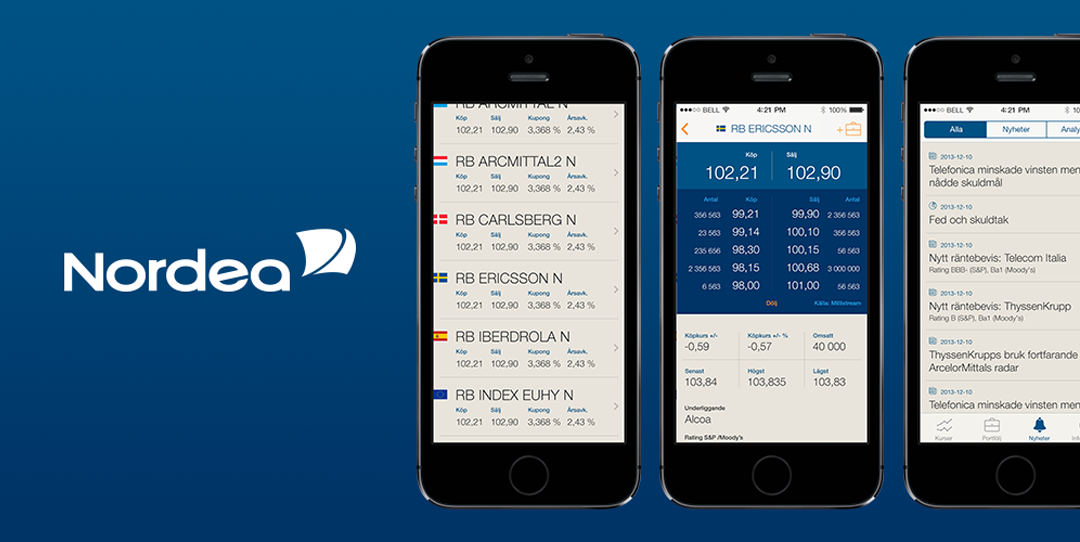 Nordea
RB ARCMITTAL N
Köp Sälj Kupong Årsavk.
102,21 102,90 3,368 % 2,43 %
RB ARCMITTAL2 N
Köp Sälj Kupong Årsavk.
102,21 102,90 3,368 % 2,43 %
RB CARLSBERG N
Köp Sälj Kupong Årsavk.
102,21 102,90 3,368 % 2,43 %
RB ERICSSON N
Köp Sälj Kupong Årsavk.
102,21 102,90 3,368 % 2,43 %
RB IBERDROLA N
Köp Sälj Kupong Årsavk.
102,21 102,90 3,368 % 2,43 %
RB INDEX EUHY N
Köp Sälj Kupong Årsavk.
102,21 102,90 3,368 % 2,43 %
BELL 4:21 PM 100%
RB ERICSSON N
Köp Sälj
102,21 102,90
Antal Köp Sälj Antal
356 563 99,21 99,90 2 356 563
23 563 99,14 100,10 356 563
235 656 98,30 100,15 56 563
2 356 563 98,15 100,68 3 000 000
6 563 98,00 101,00 56 563
Dölj Källa: Millistream
Köpkurs +/- Köpkurs +/- % Omsatt
-0,59 -0,57 40 000
Senast Högst Lägst
103,84 103,835 103,83
Underliggande
Alcoa
Rating S&P /Moody's
BELL 4:21 PM 10
Alla Nyheter Analy
2013-12-10
Telefonica minskade vinsten men
nådde skuldmål
2013-12-10
Fed och skuldtak
2013-12-10
Nytt räntebevis: Telecom Italia
Rating BBB- (S&P), Ba1 (Moody's)
2013-12-10
Nytt räntebevis: ThyssenKrupp
Rating B (S&P), Ba1 (Moody's)
2013-12-10
ThyssenKrupps bruk fortfarande
ArcelorMittals radar
2013-12-10
Telefonica minskade vinsten men
Kurser Portfölj Nyheter Inf